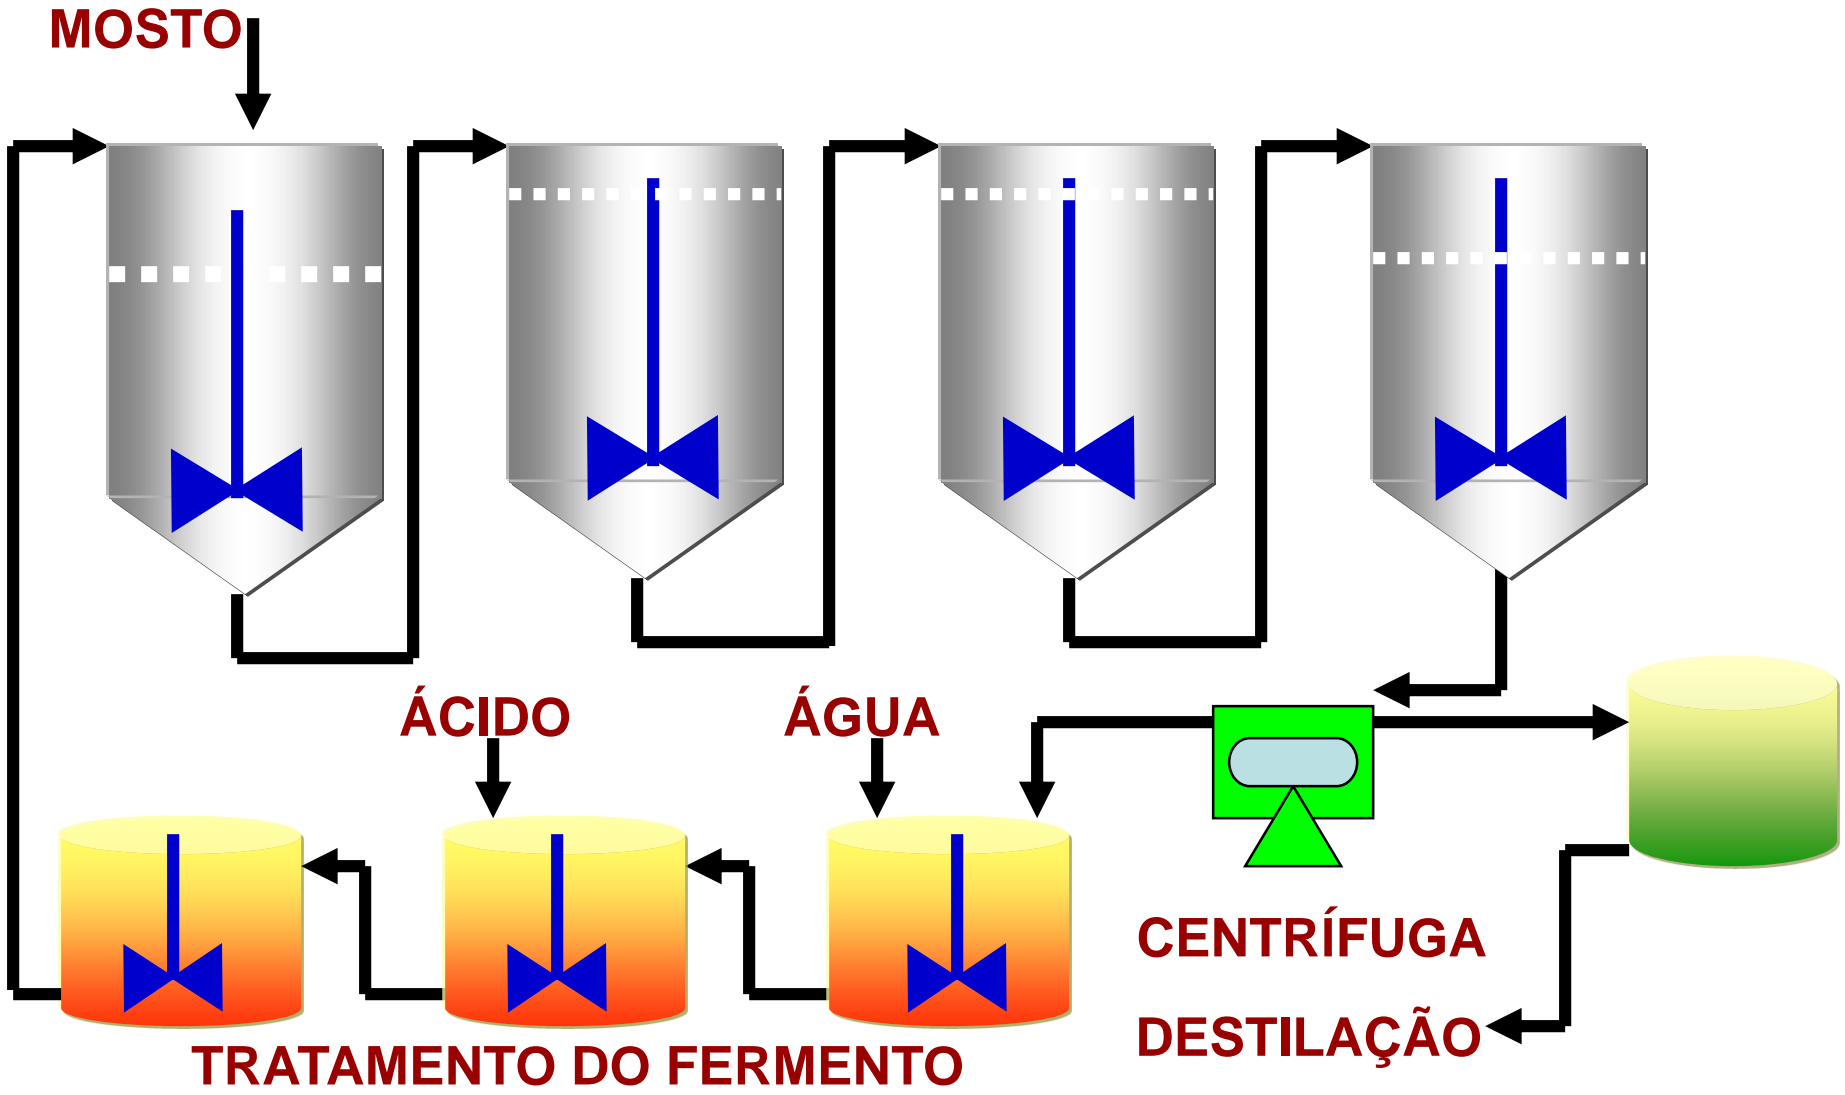 MOSTO
ÁCIDO
ÁGUA
CENTRÍFUGA
DESTILAÇÃO
TRATAMENTO DO FERMENTO